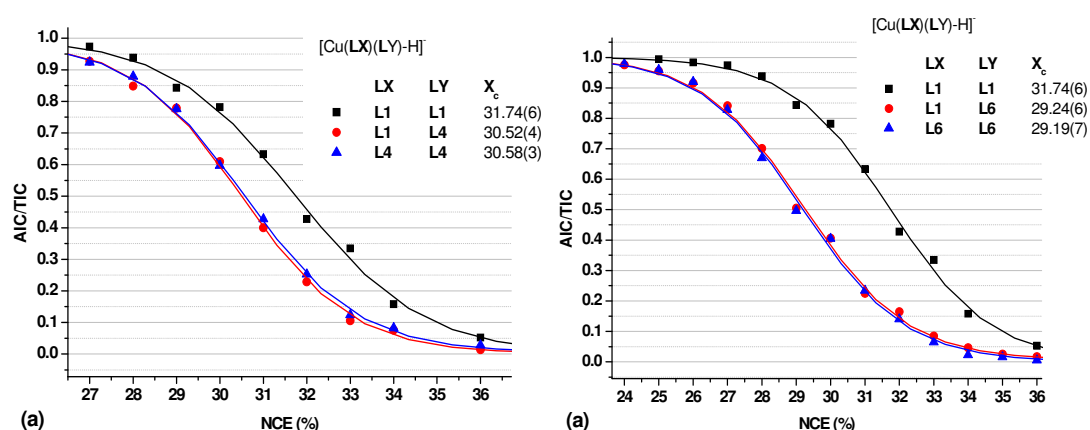 [Cu(LX)(LY)-H]⁻
LX LY Xc
L1 L1 31.74(6)
L1 L4 30.52(4)
L4 L4 30.58(3)
AIC/TIC
1.0
0.9
0.8
0.7
0.6
0.5
0.4
0.3
0.2
0.1
0.0
27 28 29 30 31 32 33 34 35 36
NCE (%)
(a)
[Cu(LX)(LY)-H]⁻
LX LY Xc
L1 L1 31.74(6)
L1 L6 29.24(6)
L6 L6 29.19(7)
AIC/TIC
1.0
0.9
0.8
0.7
0.6
0.5
0.4
0.3
0.2
0.1
0.0
24 25 26 27 28 29 30 31 32 33 34 35 36
NCE (%)
(a)